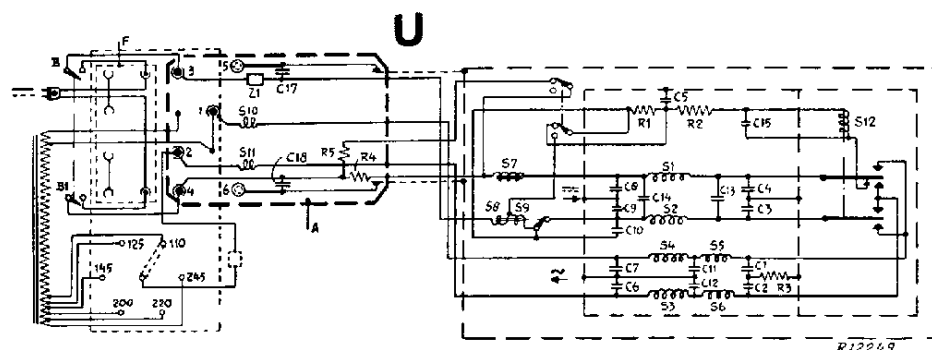 U
F
B
3
5
Z1
C17
S10
1
S11
2
C18
R5
R4
4
6
B1
A
125
110
145
245
200
220
S7
S8
S9
C5
R1
R2
C15
S12
S1
C8
C14
C13
C4
C9
S2
C3
C10
S4
S5
C7
C11
C1
C6
C12
C2
R3
S3
S6
R12249